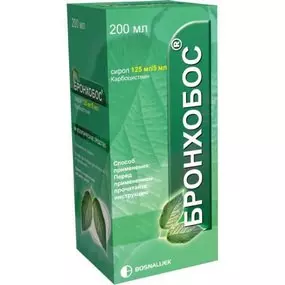 200 мл
сироп 125 мг/5 мл
Карбоцистеин
БРОНХОБОС®
Способ
применения:
Перед
применением
прочитайте
инструкцию
BOSNALIJEK